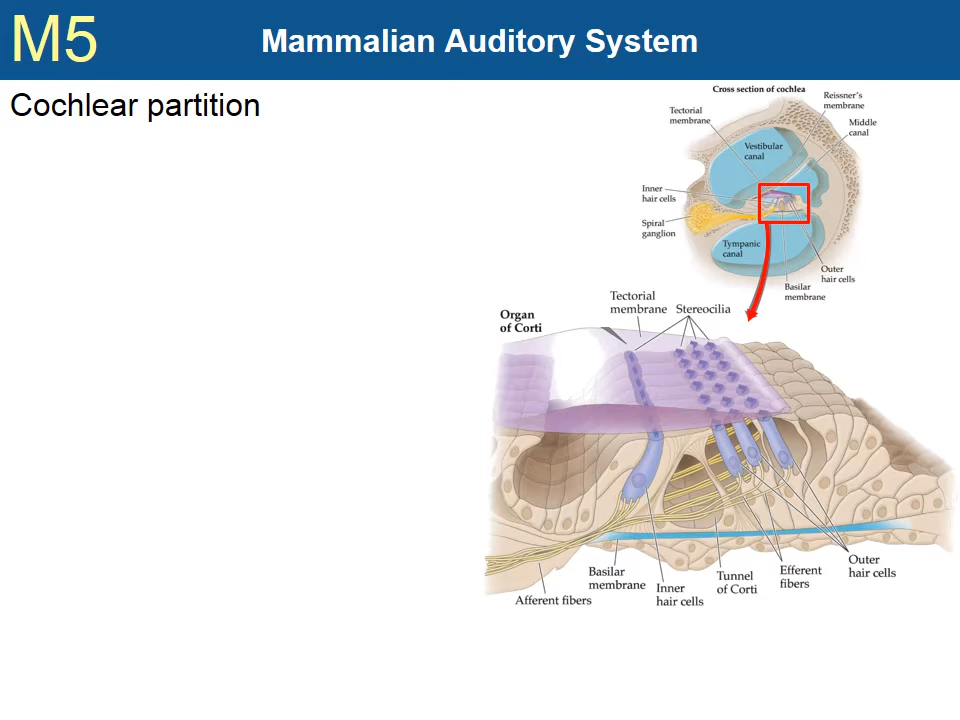 M5
Mammalian Auditory System
Cochlear partition
Cross section of cochlea
Reissner's
membrane
Tectorial
membrane
Middle
canal
Vestibular
canal
Inner
hair cells
Spiral
ganglion
Tympanic
canal
Outer
hair cells
Basilar
membrane
Organ
of Corti
Tectorial
membrane
Stereocilia
Basilar
membrane
Inner
hair cells
Tunnel
of Corti
Efferent
fibers
Outer
hair cells
Afferent fibers